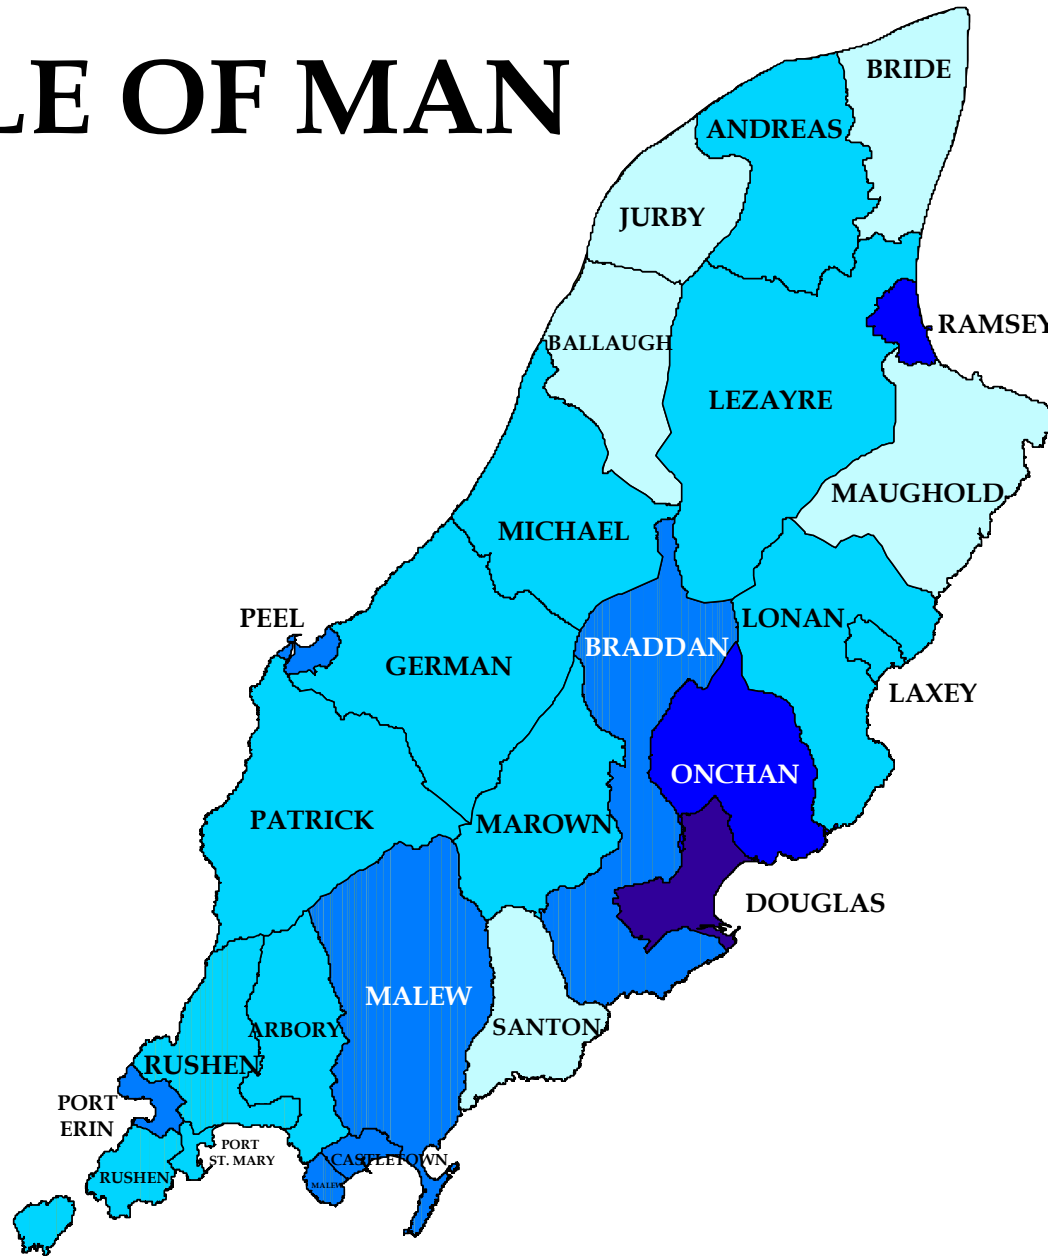 LE OF MAN
BRIDE
ANDREAS
JURBY
RAMSEY
BALLAUGH
LEZAYRE
MAUGHOLD
MICHAEL
PEEL
LONAN
BRADDAN
GERMAN
LAXEY
ONCHAN
PATRICK
MAROWN
DOUGLAS
MALEW
SANTON
ARBORY
RUSHEN
PORT
ERIN
PORT
ST. MARY
CASTLETOWN
RUSHEN
MALEW